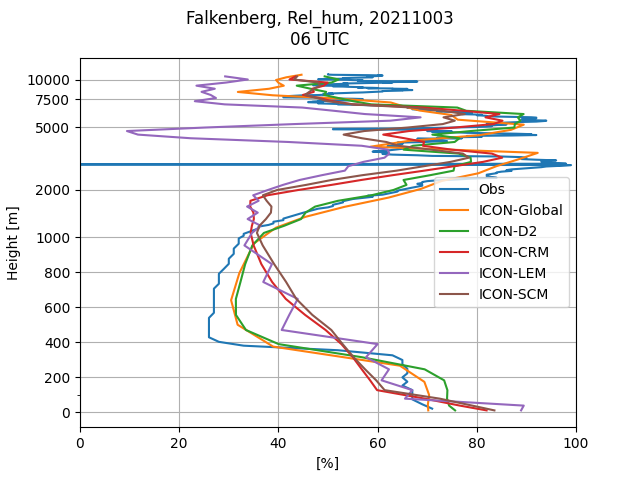 Falkenberg, Rel_hum, 20211003
06 UTC
10000
7500
5000
2000
1000
800
600
400
200
0
Height [m]
Obs
ICON-Global
ICON-D2
ICON-CRM
ICON-LEM
ICON-SCM
0 20 40 60 80 100
[%]